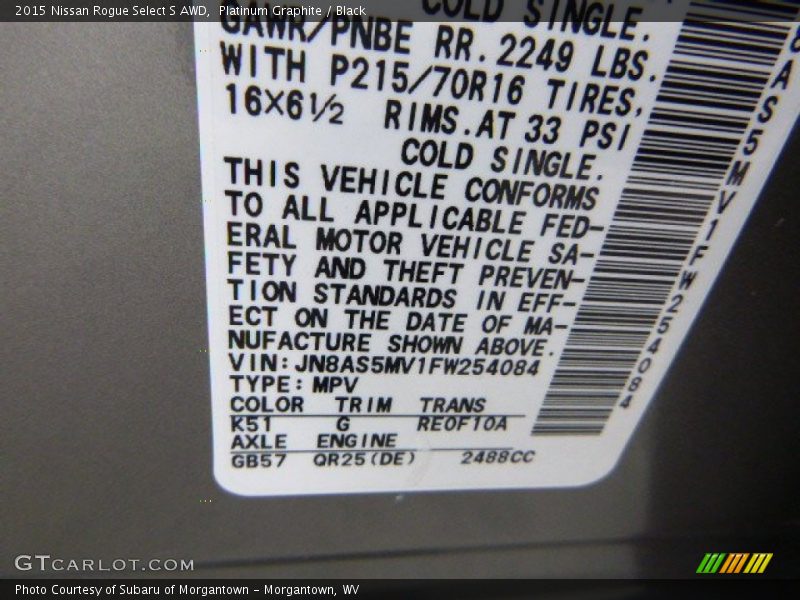 2015 Nissan Rogue Select S AWD, Platinum Graphite / Black
COLD SINGLE.
GAWR/PNBE RR. 2249 LBS.
WITH P215/70R16 TIRES,
16X6½ RIMS. AT 33 PSI
COLD SINGLE.
THIS VEHICLE CONFORMS
TO ALL APPLICABLE FED-
ERAL MOTOR VEHICLE SA-
FETY AND THEFT PREVEN-
TION STANDARDS IN EFF-
ECT ON THE DATE OF MA-
NUFACTURE SHOWN ABOVE.
VIN: JN8AS5MV1FW254084
TYPE: MPV
COLOR TRIM TRANS
K51 G RE0F10A
AXLE ENGINE
GB57 QR25(DE) 2488CC
8AS5MV1FW254084
GTCARLOT.COM
Photo Courtesy of Subaru of Morgantown - Morgantown, WV